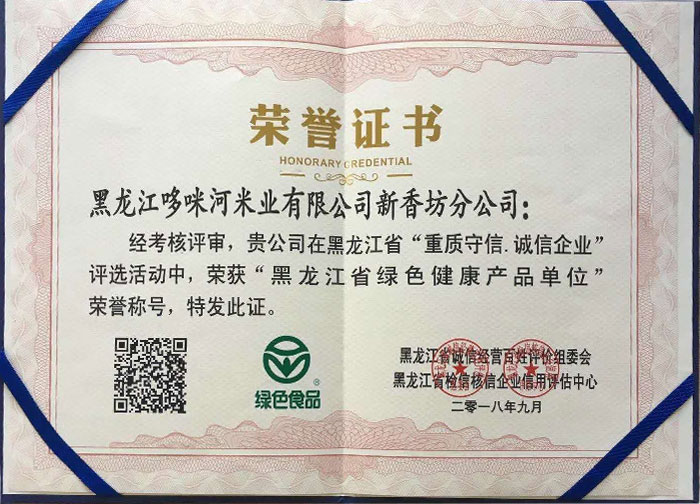 荣誉证书
HONORARY CREDENTIAL
黑龙江哆咪河米业有限公司新香坊分公司：
经考核评审，贵公司在黑龙江省“重质守信.诚信企业”
评选活动中，荣获“黑龙江省绿色健康产品单位”
荣誉称号，特发此证。
绿色食品
®
黑龙江省诚信经营百姓评价组委会
黑龙江省检信核信企业信用评估中心
二零一八年九月